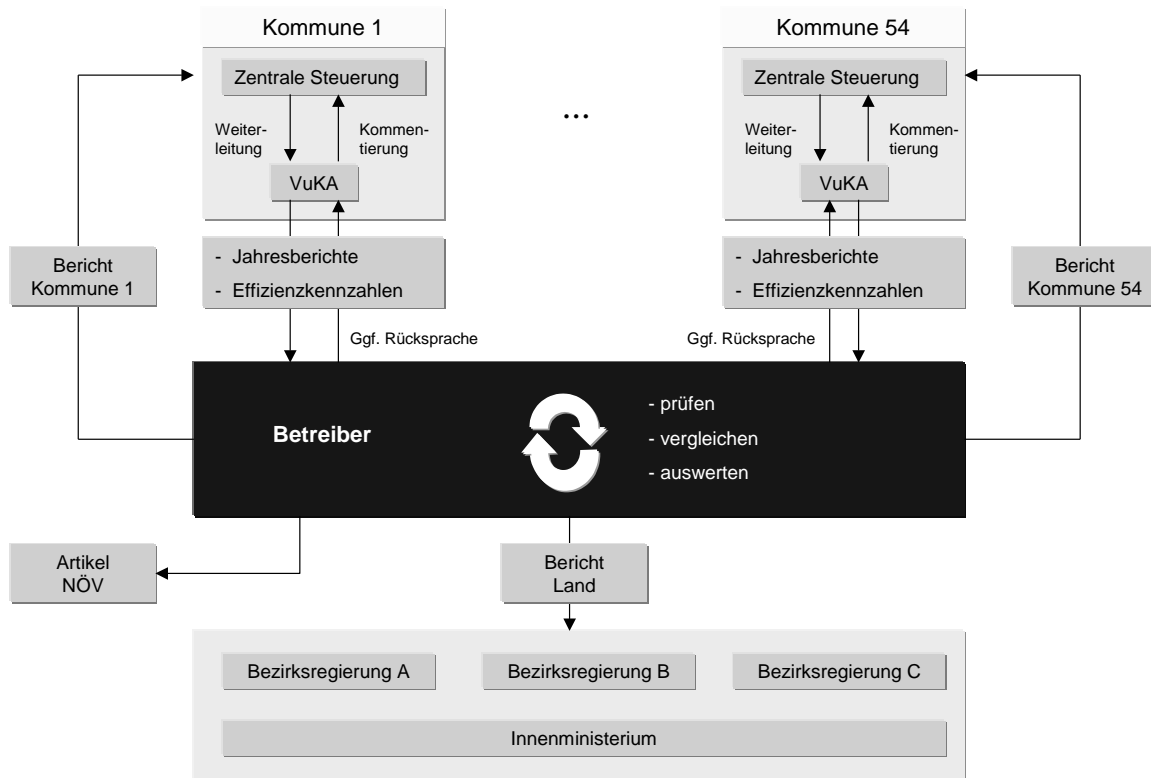 Kommune 1
Zentrale Steuerung
Weiter-
leitung
Kommen-
tierung
VuKA
- Jahresberichte
- Effizienzkennzahlen
Ggf. Rücksprache
Bericht
Kommune 1
...
Kommune 54
Zentrale Steuerung
Weiter-
leitung
Kommen-
tierung
VuKA
- Jahresberichte
- Effizienzkennzahlen
Ggf. Rücksprache
Bericht
Kommune 54
Betreiber
- prüfen
- vergleichen
- auswerten
Artikel
NÖV
Bericht
Land
Bezirksregierung A
Bezirksregierung B
Bezirksregierung C
Innenministerium